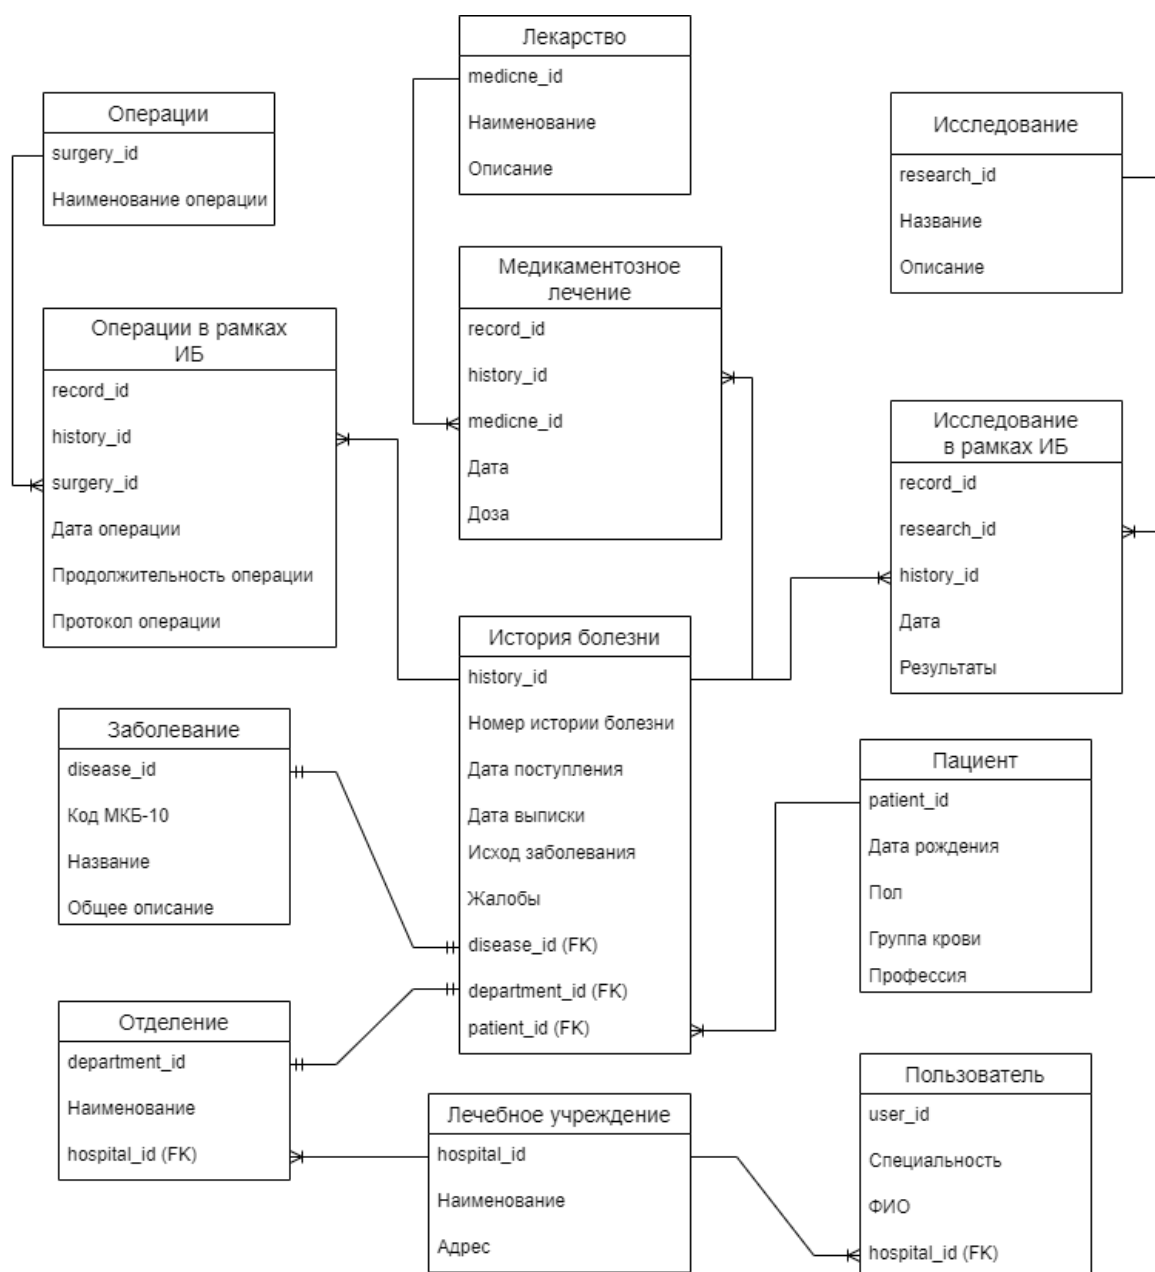 Лекарство
medicne_id
Наименование
Описание
Операции
surgery_id
Наименование операции
Исследование
research_id
Название
Описание
Медикаментозное
лечение
record_id
history_id
medicne_id
Дата
Доза
Операции в рамках
ИБ
record_id
history_id
surgery_id
Дата операции
Продолжительность операции
Протокол операции
Исследование
в рамках ИБ
record_id
research_id
history_id
Дата
Результаты
История болезни
history_id
Номер истории болезни
Дата поступления
Дата выписки
Исход заболевания
Жалобы
disease_id (FK)
department_id (FK)
patient_id (FK)
Заболевание
disease_id
Код МКБ-10
Название
Общее описание
Пациент
patient_id
Дата рождения
Пол
Группа крови
Профессия
Отделение
department_id
Наименование
hospital_id (FK)
Лечебное учреждение
hospital_id
Наименование
Адрес
Пользователь
user_id
Специальность
ФИО
hospital_id (FK)